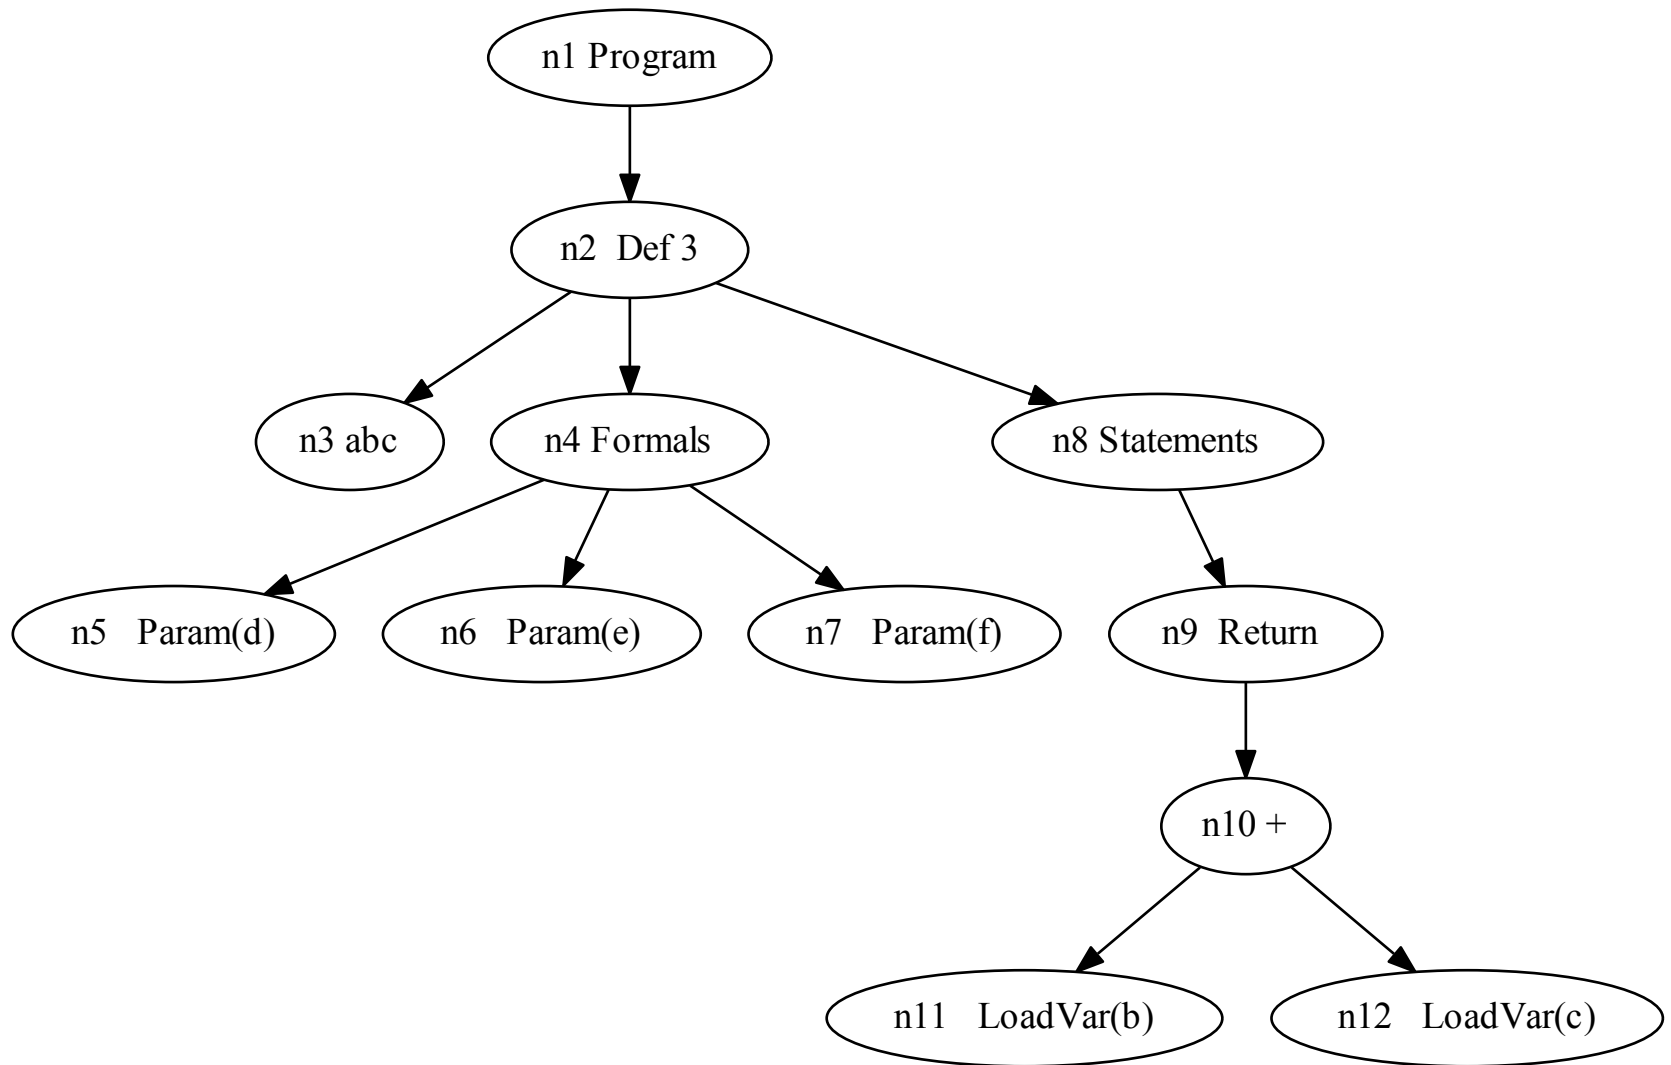 n1 Program
n2 Def 3
n3 abc
n4 Formals
n8 Statements
n5 Param(d)
n6 Param(e)
n7 Param(f)
n9 Return
n10 +
n11 LoadVar(b)
n12 LoadVar(c)